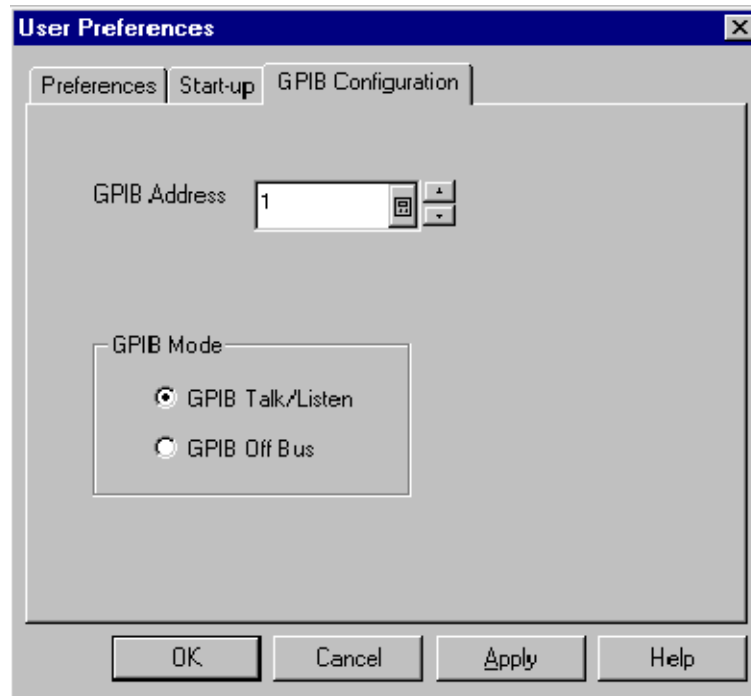 User Preferences
Preferences Start-up GPIB Configuration
GPIB Address 1
GPIB Mode
GPIB Talk/Listen
GPIB Off Bus
OK Cancel Apply Help